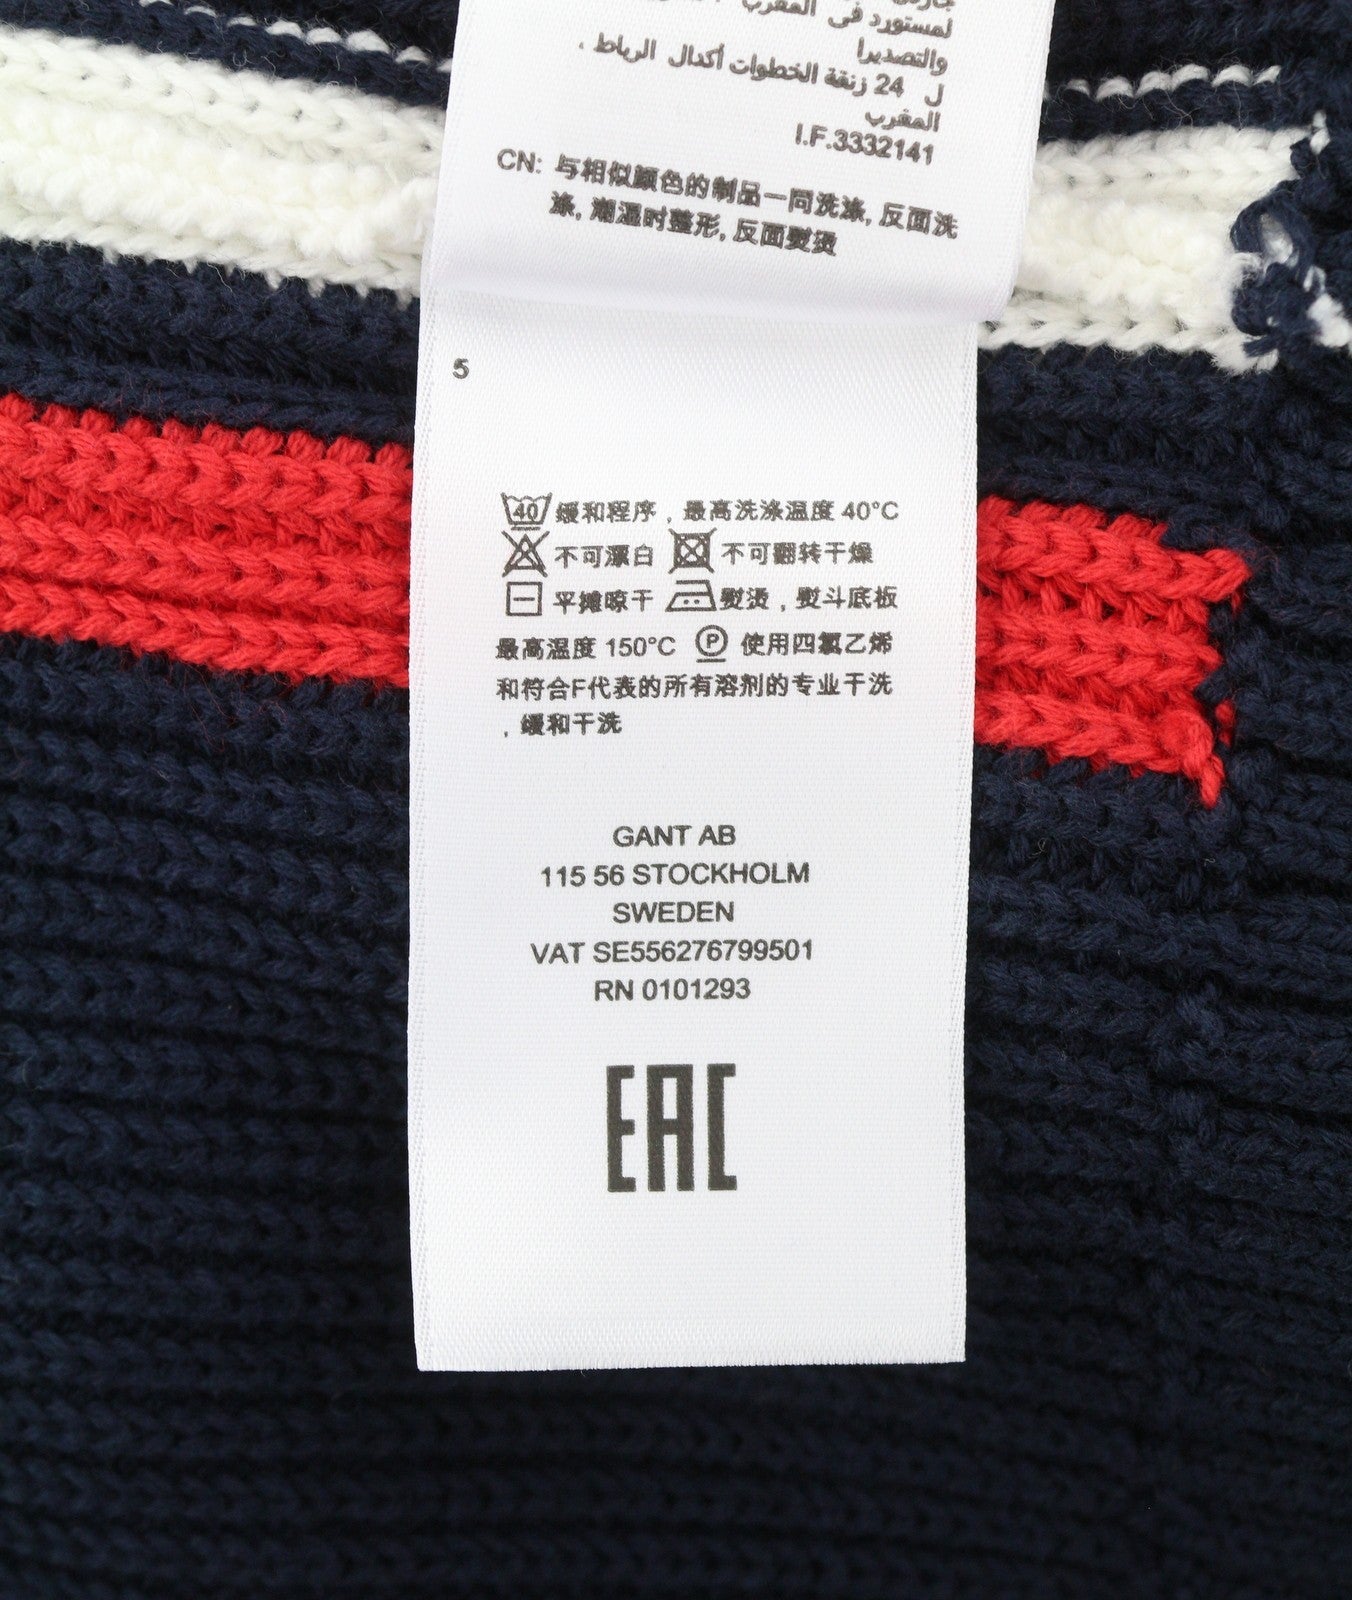 لمستورد فى المغرب
والتصديرا
ل 24 زنقة الخطوات أكدال الرباط .
المغرب
I.F.3332141
CN: 与相似颜色的制品一同洗涤, 反面洗
涤, 潮湿时整形, 反面熨烫
5
40 缓和程序 , 最高洗涤温度 40°C
不可漂白 不可翻转干燥
平摊晾干 熨烫 , 熨斗底板
最高温度 150°C P 使用四氯乙烯
和符合F代表的所有溶剂的专业干洗
, 缓和干洗
GANT AB
115 56 STOCKHOLM
SWEDEN
VAT SE556276799501
RN 0101293
EAC